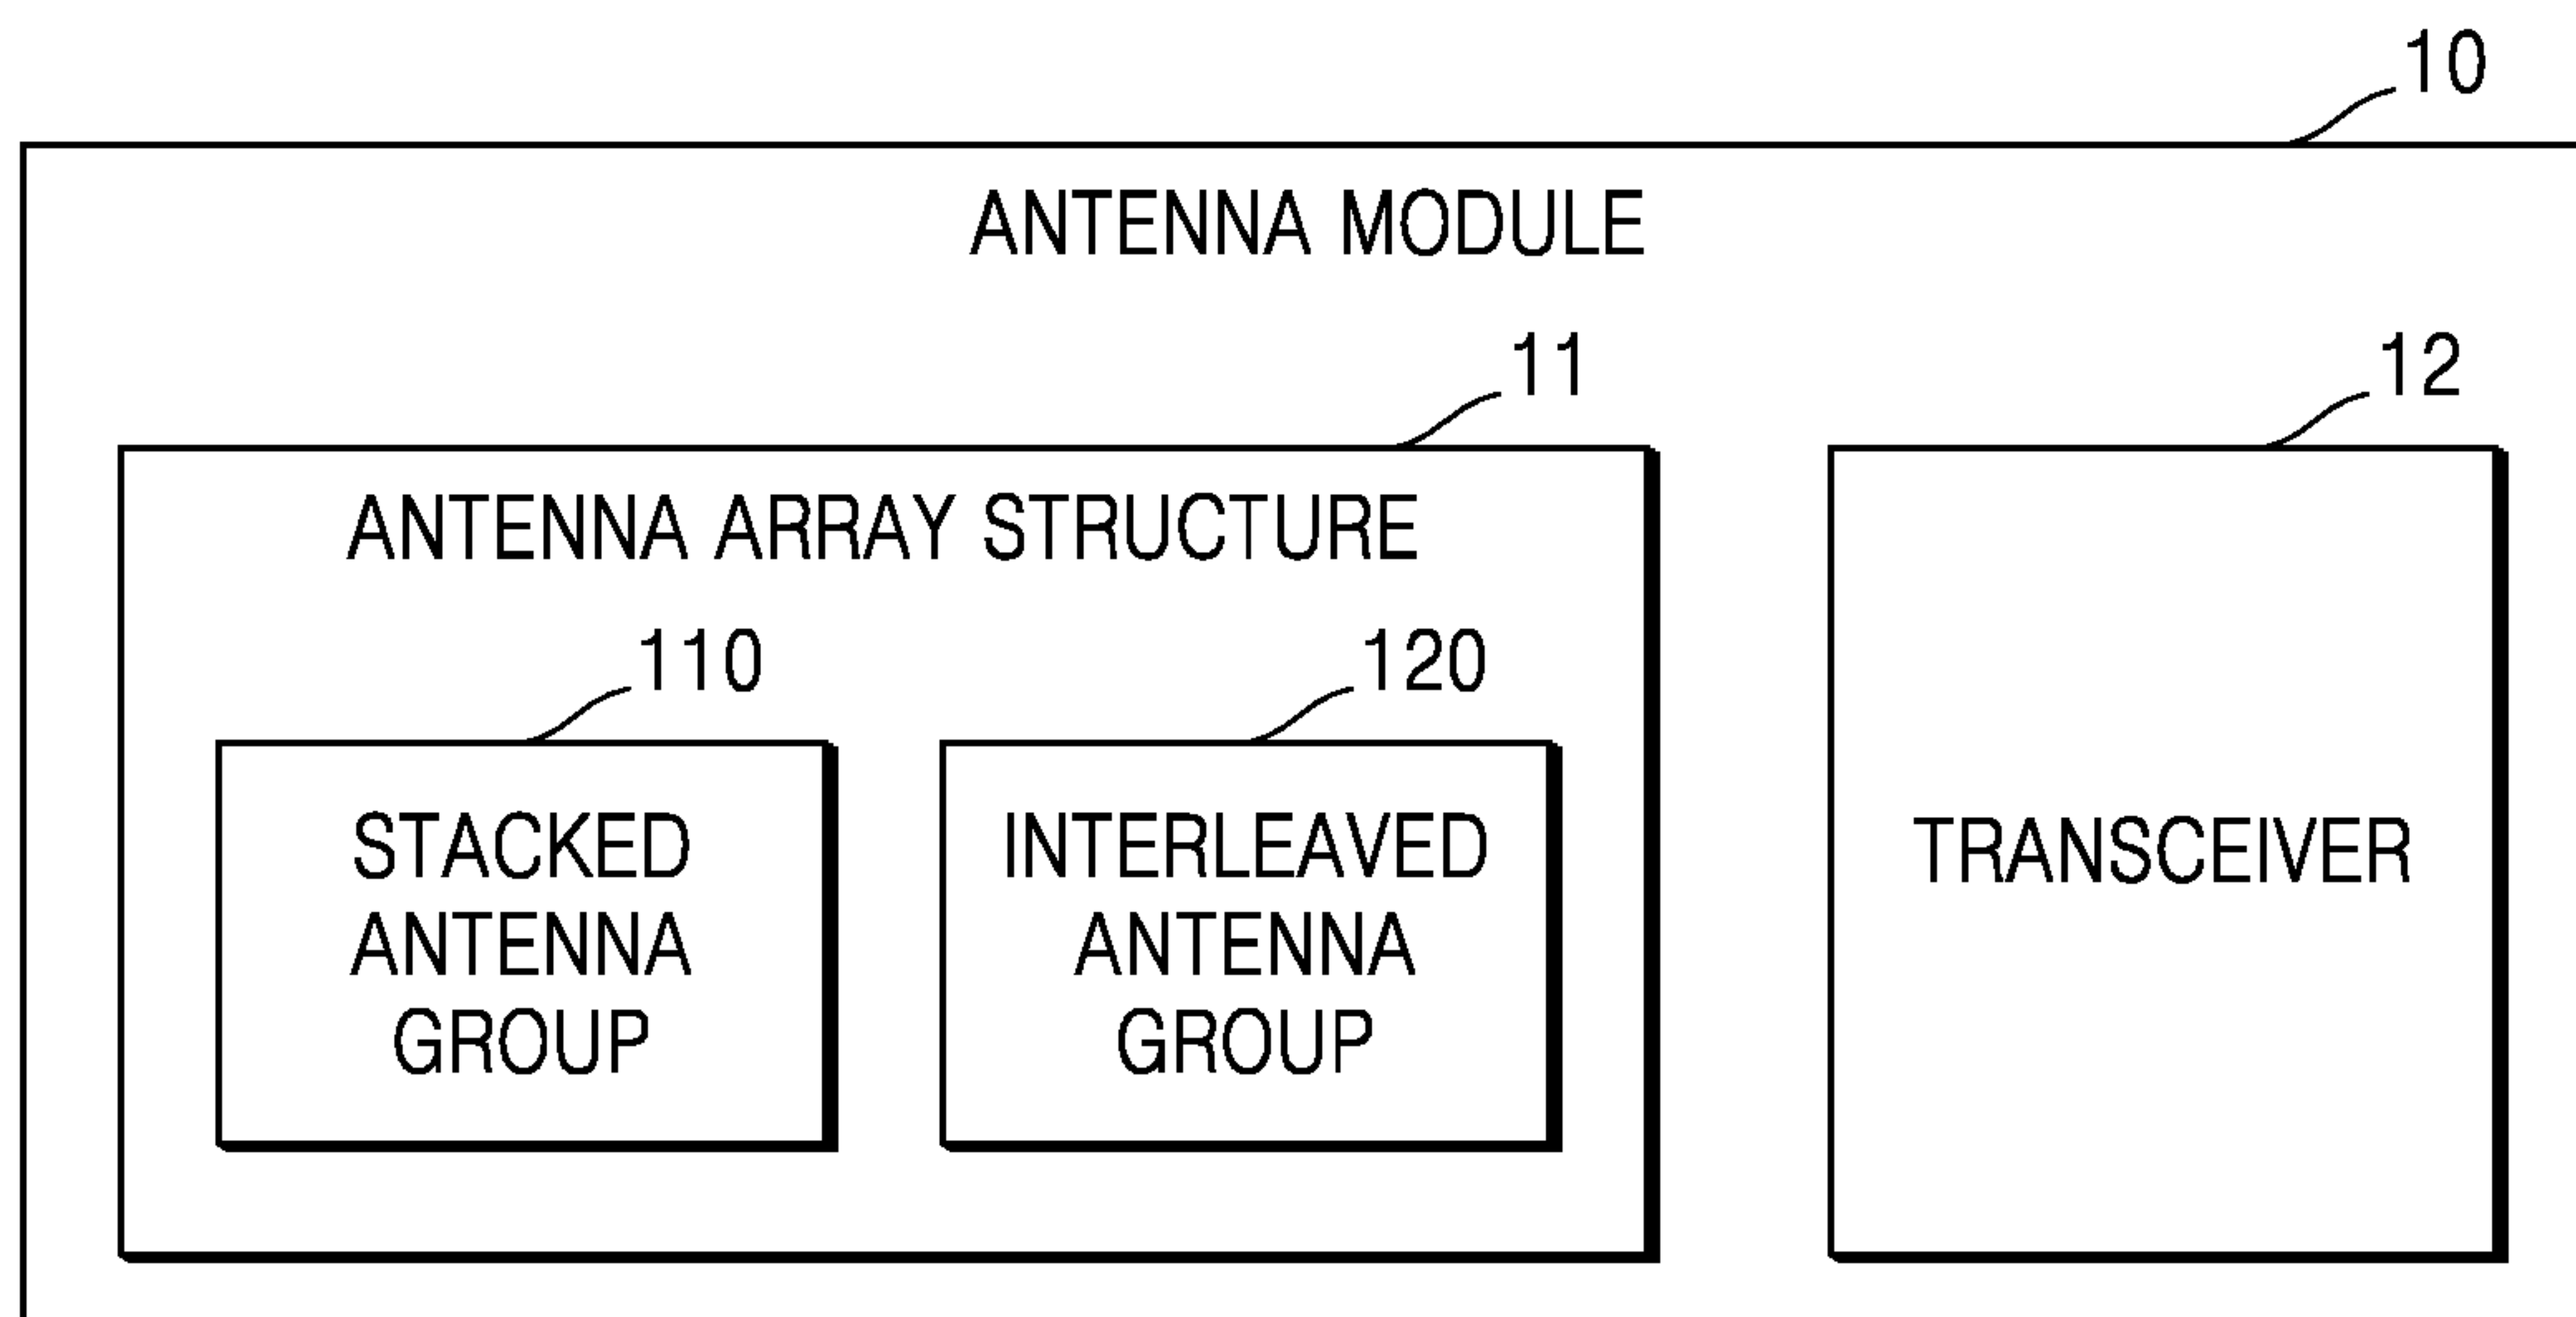 10
ANTENNA MODULE
11
12
ANTENNA ARRAY STRUCTURE
110
120
STACKED
ANTENNA
GROUP
INTERLEAVED
ANTENNA
GROUP
TRANSCEIVER